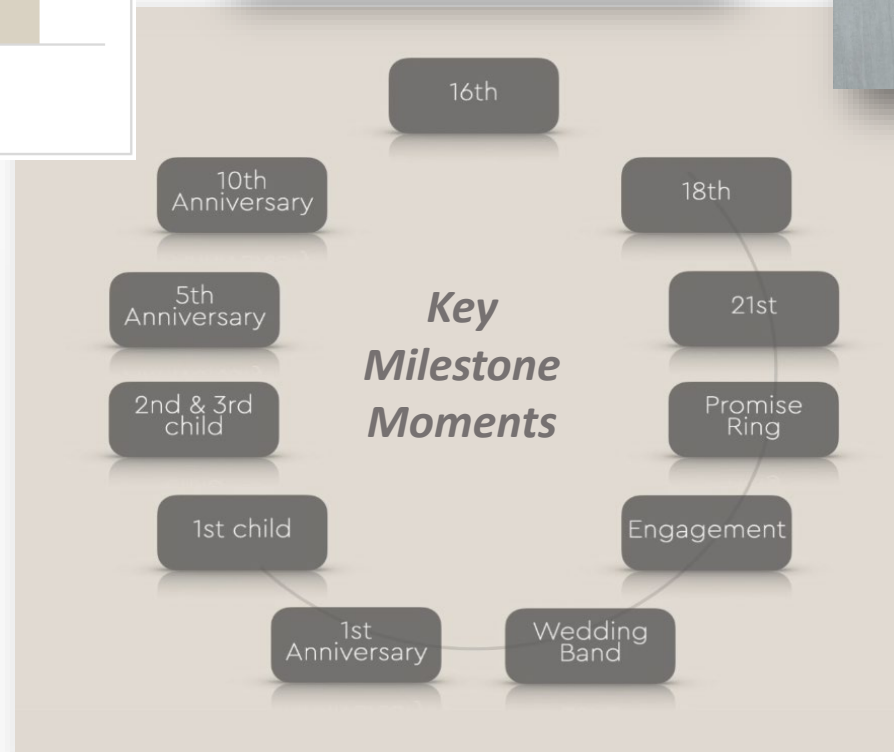 16th
18th
21st
Promise
Ring
Engagement
Wedding
Band
1st
Anniversary
1st child
2nd & 3rd
child
5th
Anniversary
10th
Anniversary
Key
Milestone
Moments